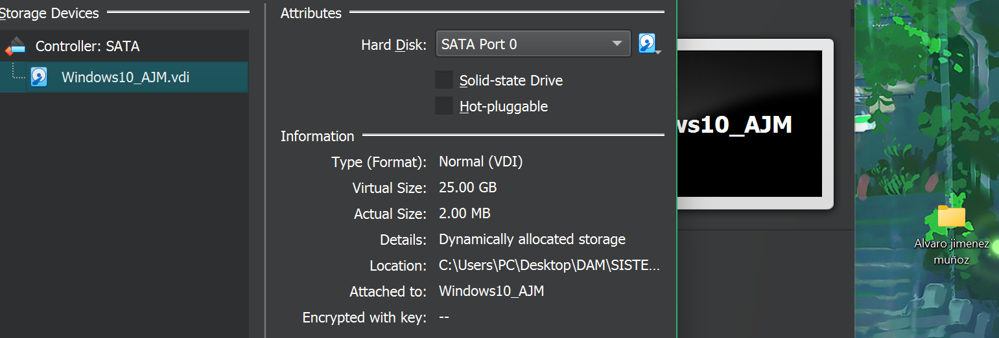 Storage Devices
Controller: SATA
Windows10_AJM.vdi
Attributes
Hard Disk: SATA Port 0
Solid-state Drive
Hot-pluggable
Information
Type (Format): Normal (VDI)
Virtual Size: 25.00 GB
Actual Size: 2.00 MB
Details: Dynamically allocated storage
Location: C:\Users\PC\Desktop\DAM\SISTE...
Attached to: Windows10_AJM
Encrypted with key: --
ws10_AJM
Alvaro jimenez
muñoz